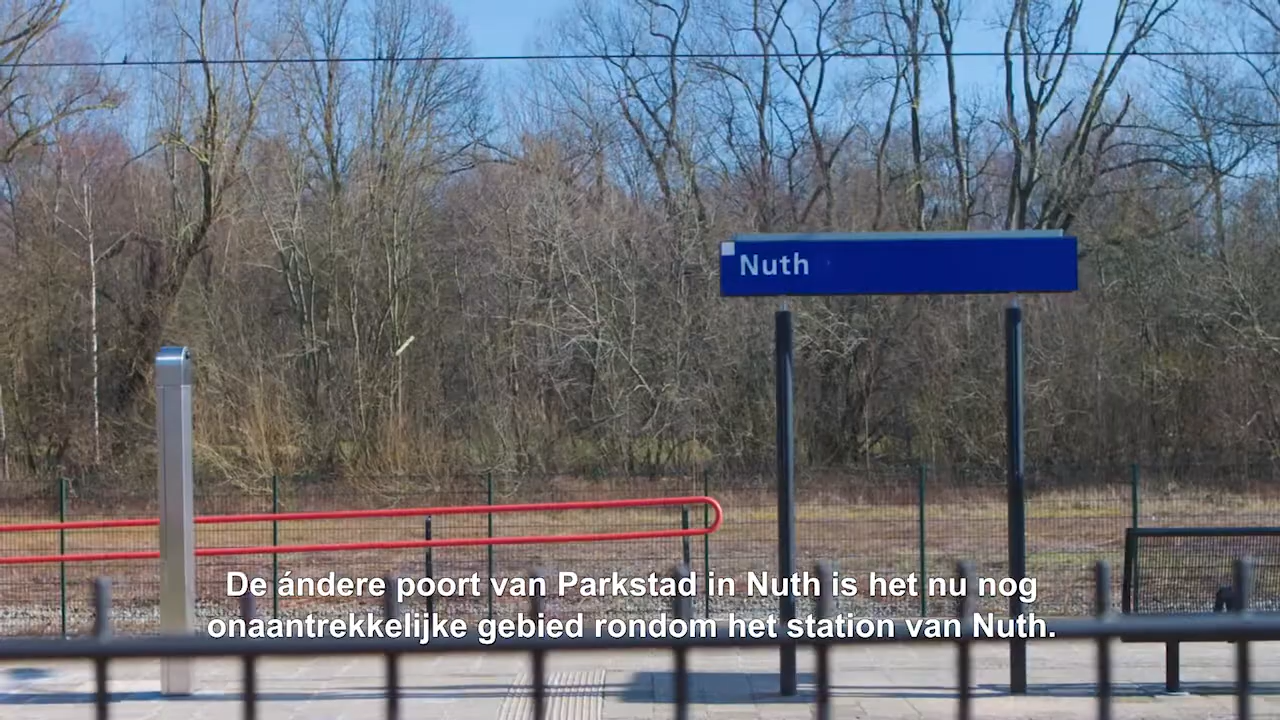 Nuth
De ándere poort van Parkstad in Nuth is het nu nog
onaantrekkelijke gebied rondom het station van Nuth.